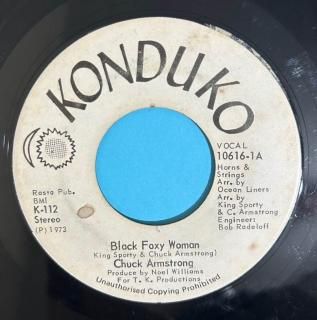 KONDUKO
VOCAL
10616-1A
Horns &
Strings
Arr. by
Ocean Liners
Arr. by
King Sporty
& C. Armstrong
Engineer:
Bob Radeloff
Rasta Pub.
BMI
K-112
Stereo
(P) 1973
Black Foxy Woman
King Sporty & Chuck Armstrong)
Chuck Armstrong
Produce by Noel Williams
For T. K. Productions
Unauthorised Copying Prohibited